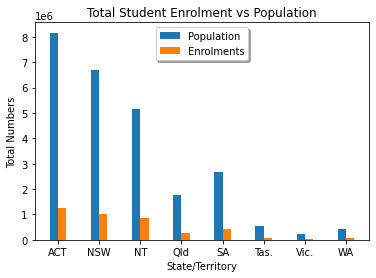 Total Student Enrolment vs Population
1e6
Population
Enrolments
8
7
6
5
4
3
2
1
0
Total Numbers
ACT NSW NT Qld SA Tas. Vic. WA
State/Territory